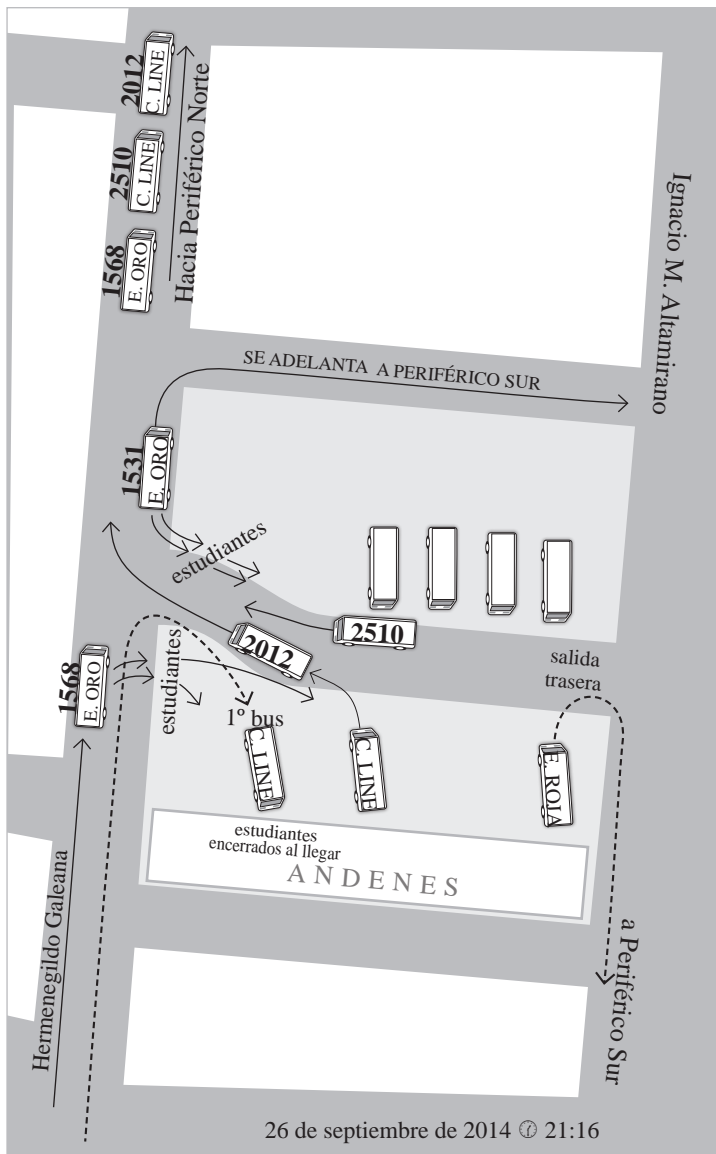 2012
C. LINE
2510
C. LINE
1568
E. ORO
Hacia Periférico Norte
Ignacio M. Altamirano
SE ADELANTA A PERIFÉRICO SUR
1531
E. ORO
estudiantes
2510
2012
salida
trasera
1568
E. ORO
estudiantes
1º bus
C. LINE
C. LINE
E. ROJA
estudiantes
encerrados al llegar
ANDENES
Hermenegildo Galeana
a Periférico Sur
26 de septiembre de 2014 21:16